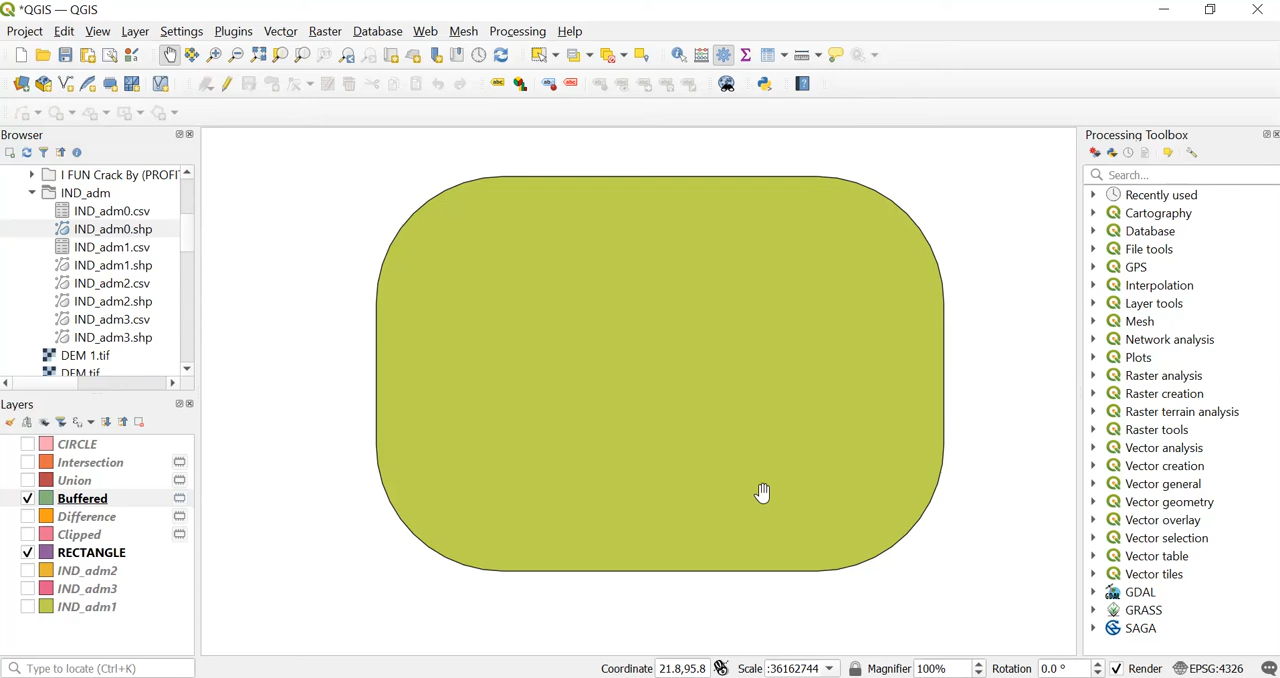 *QGIS — QGIS
Project Edit View Layer Settings Plugins Vector Raster Database Web Mesh Processing Help
Browser
I FUN Crack By (PROFI
IND_adm
IND_adm0.csv
IND_adm0.shp
IND_adm1.csv
IND_adm1.shp
IND_adm2.csv
IND_adm2.shp
IND_adm3.csv
IND_adm3.shp
DEM 1.tif
DEM tif
Layers
CIRCLE
Intersection
Union
Buffered
Difference
Clipped
RECTANGLE
IND_adm2
IND_adm3
IND_adm1
Processing Toolbox
Search...
Recently used
Cartography
Database
File tools
GPS
Interpolation
Layer tools
Mesh
Network analysis
Plots
Raster analysis
Raster creation
Raster terrain analysis
Raster tools
Vector analysis
Vector creation
Vector general
Vector geometry
Vector overlay
Vector selection
Vector table
Vector tiles
GDAL
GRASS
SAGA
Type to locate (Ctrl+K) Coordinate 21.8,95.8 Scale :36162744 Magnifier 100% Rotation 0.0 ° Render EPSG:4326